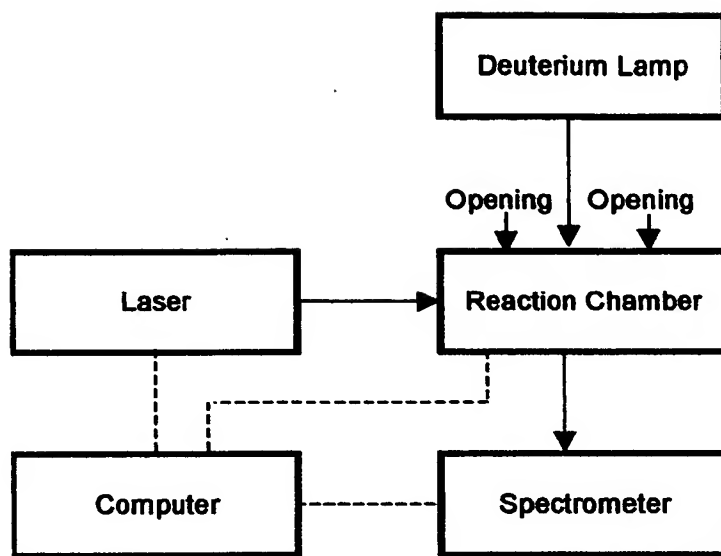 Deuterium Lamp
Opening Opening
Laser
Reaction Chamber
Computer
Spectrometer